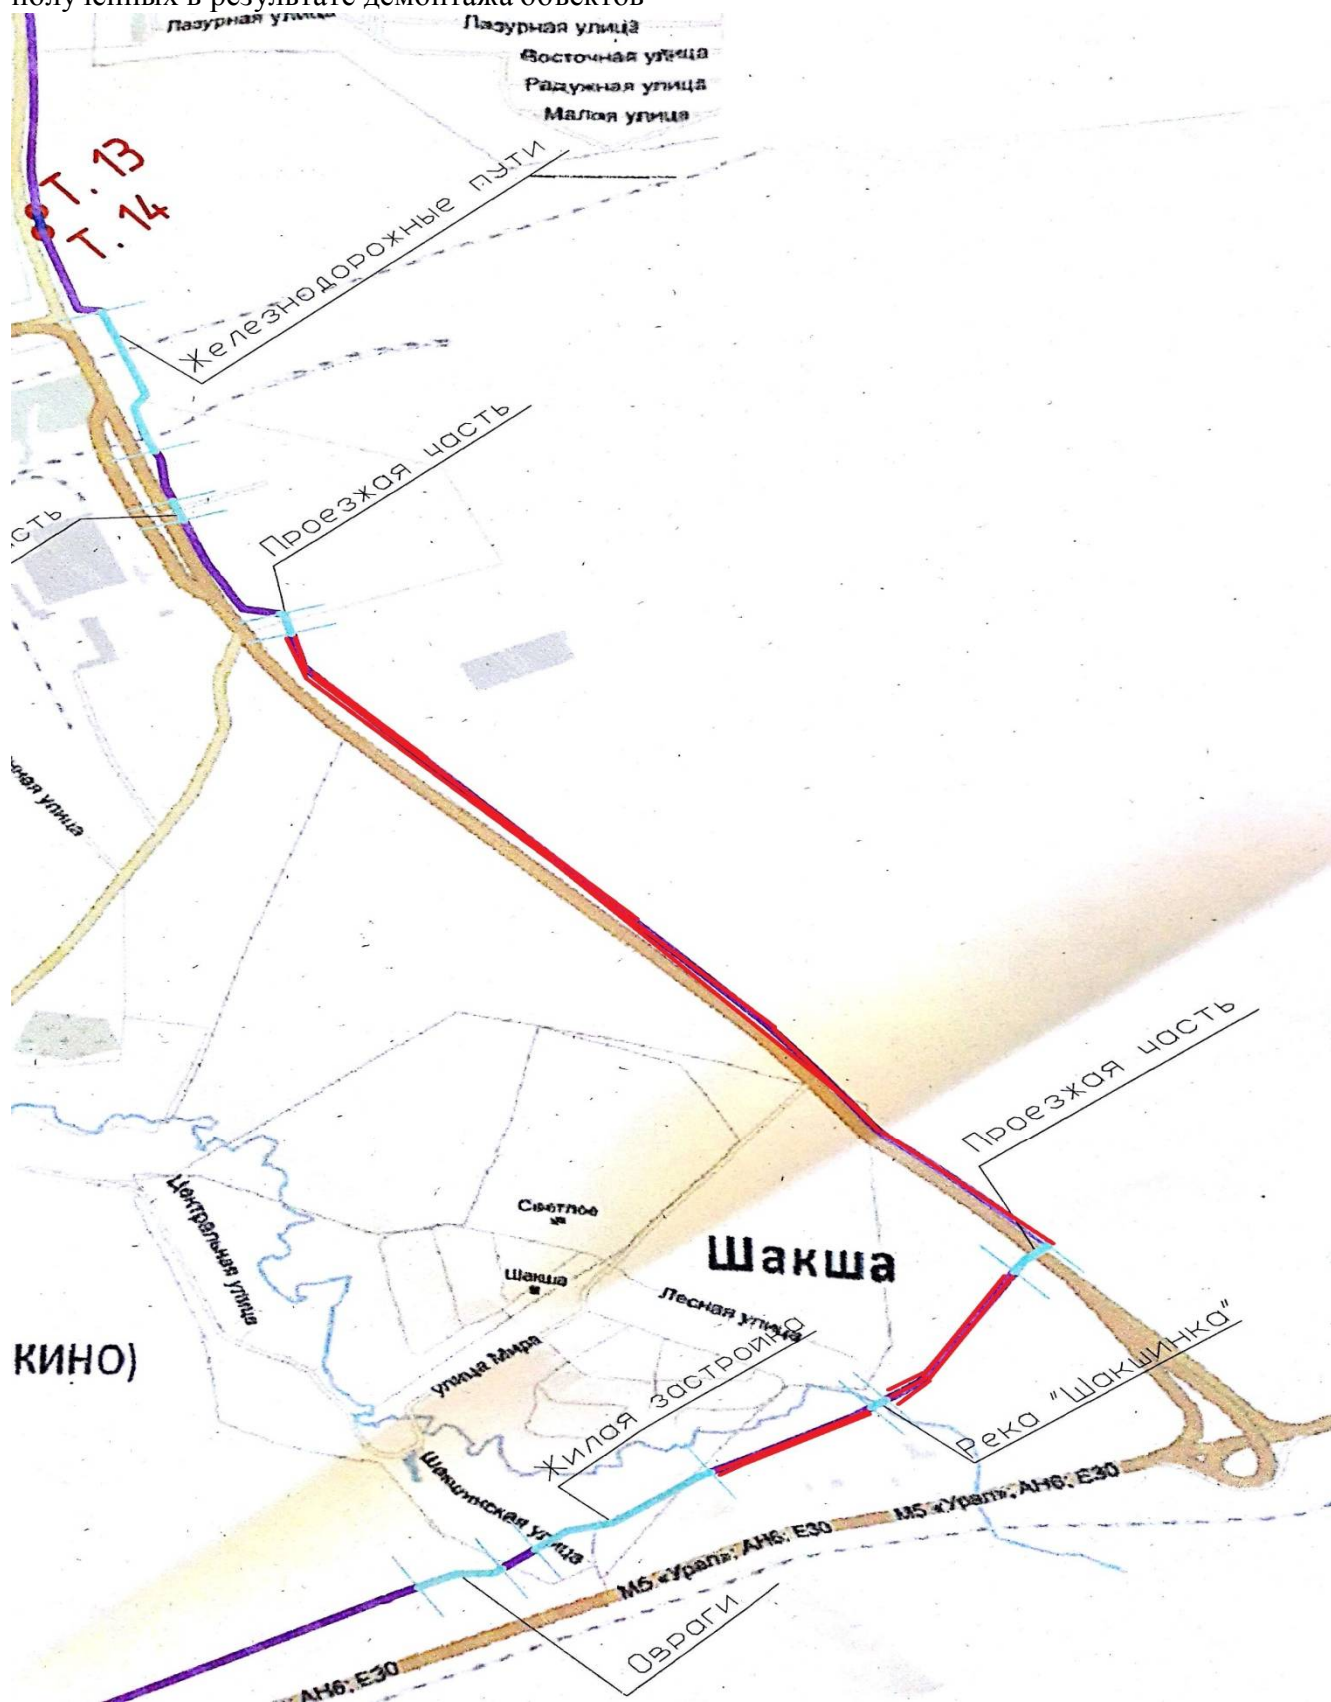 полученных в результате демонтажа объектов
Лазурная улица
Лазурная улица
Восточная улица
Радужная улица
Малая улица
Т. 13
Т. 14
Железнодорожные пути
Проезжая часть
сть
нная улица
Проезжая часть
Центральная улица
Светлое
Шакша
Шакша
Лесная улица
КИНО)
улица Мира
Жилая застройка
Река "Шакшинка"
Шакшинская улица
М5 «Урал»; АН6; Е30
М5 «Урал»; АН6; Е30
Овраги
АН6; Е30